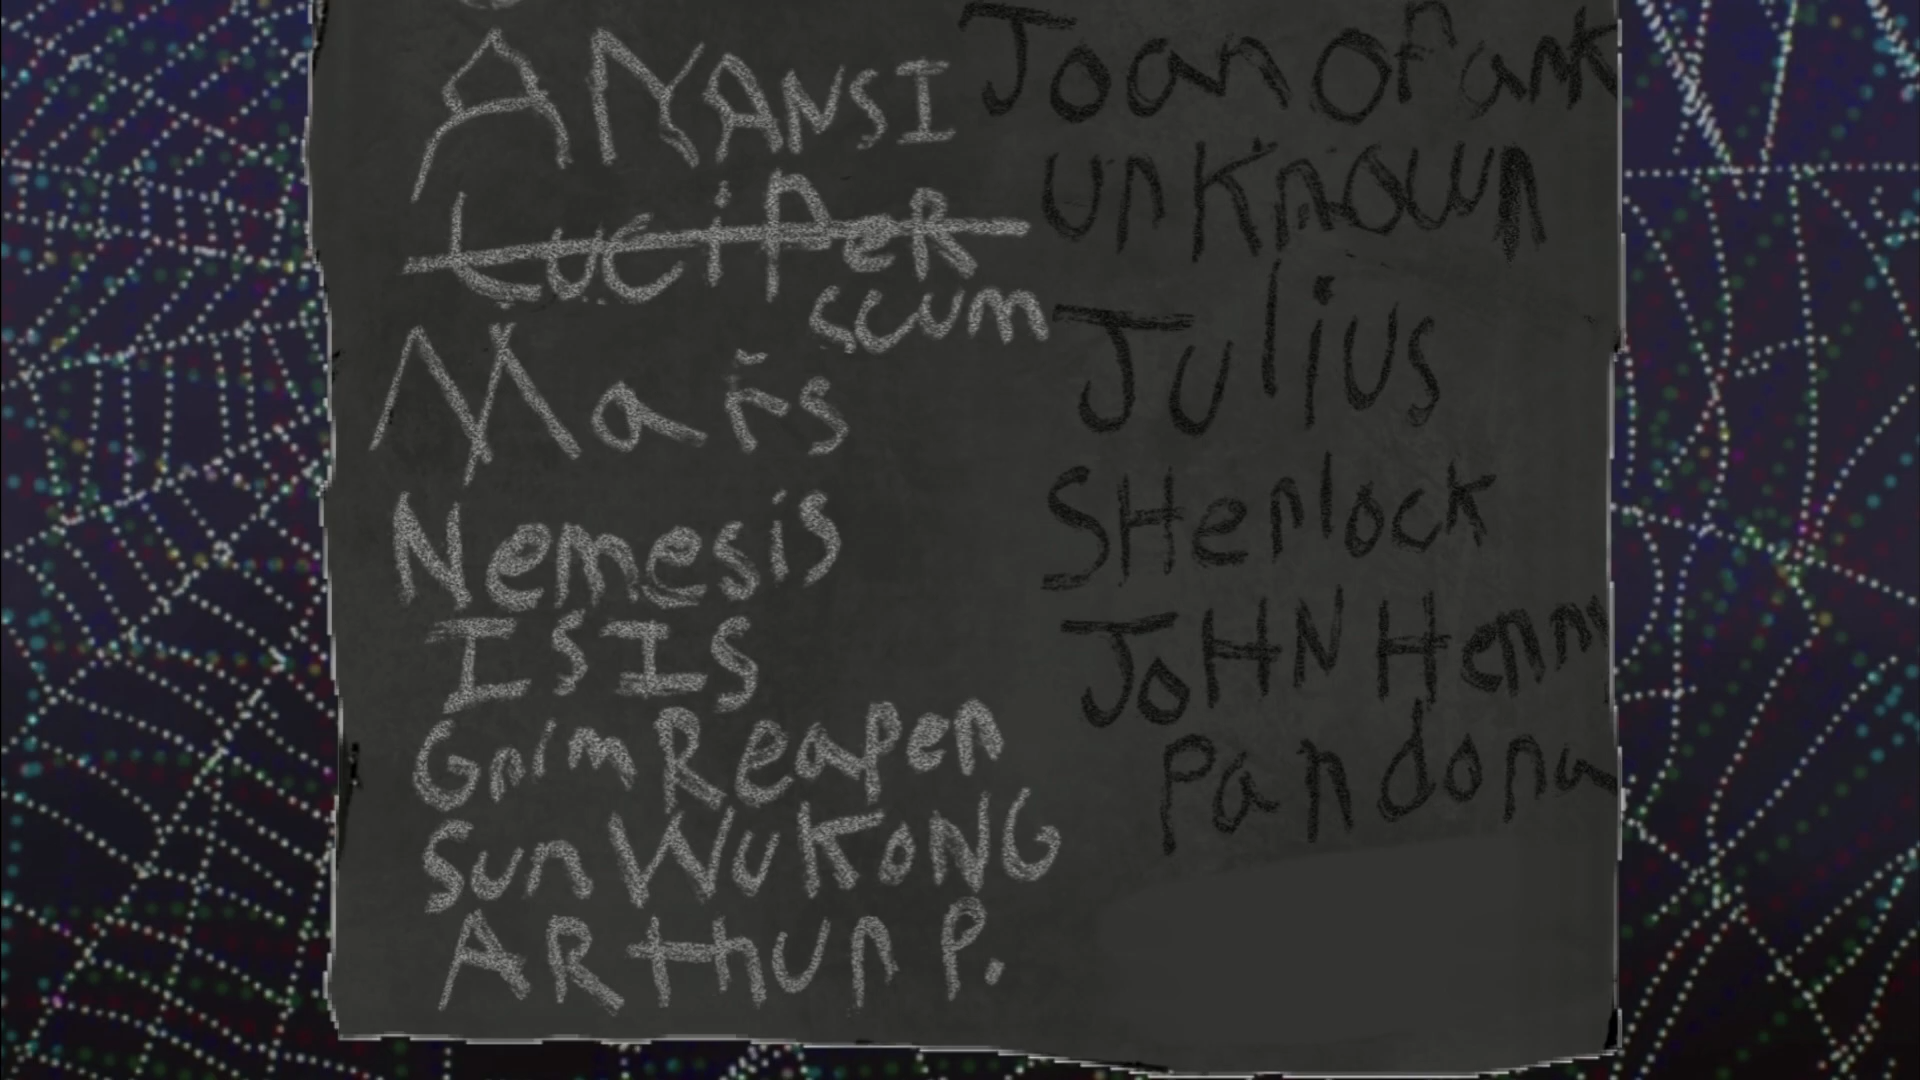 ANANSI
LuciFeR
scum
Mars
Nemesis
ISIS
Grim Reaper
Sun WuKoNG
ARthur P.
Joan Of ark
unKnown
Julius
SHerlock
JoHN Henry
Pandora